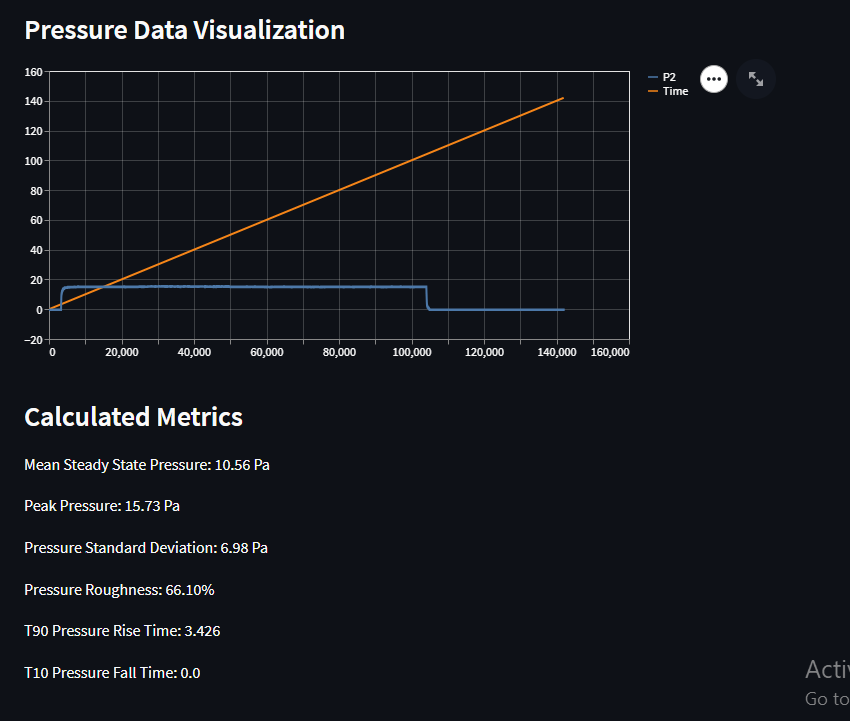 Pressure Data Visualization
160
140
120
100
80
60
40
20
0
−20
0 20,000 40,000 60,000 80,000 100,000 120,000 140,000 160,000
P2
Time
Calculated Metrics
Mean Steady State Pressure: 10.56 Pa
Peak Pressure: 15.73 Pa
Pressure Standard Deviation: 6.98 Pa
Pressure Roughness: 66.10%
T90 Pressure Rise Time: 3.426
T10 Pressure Fall Time: 0.0
Go to